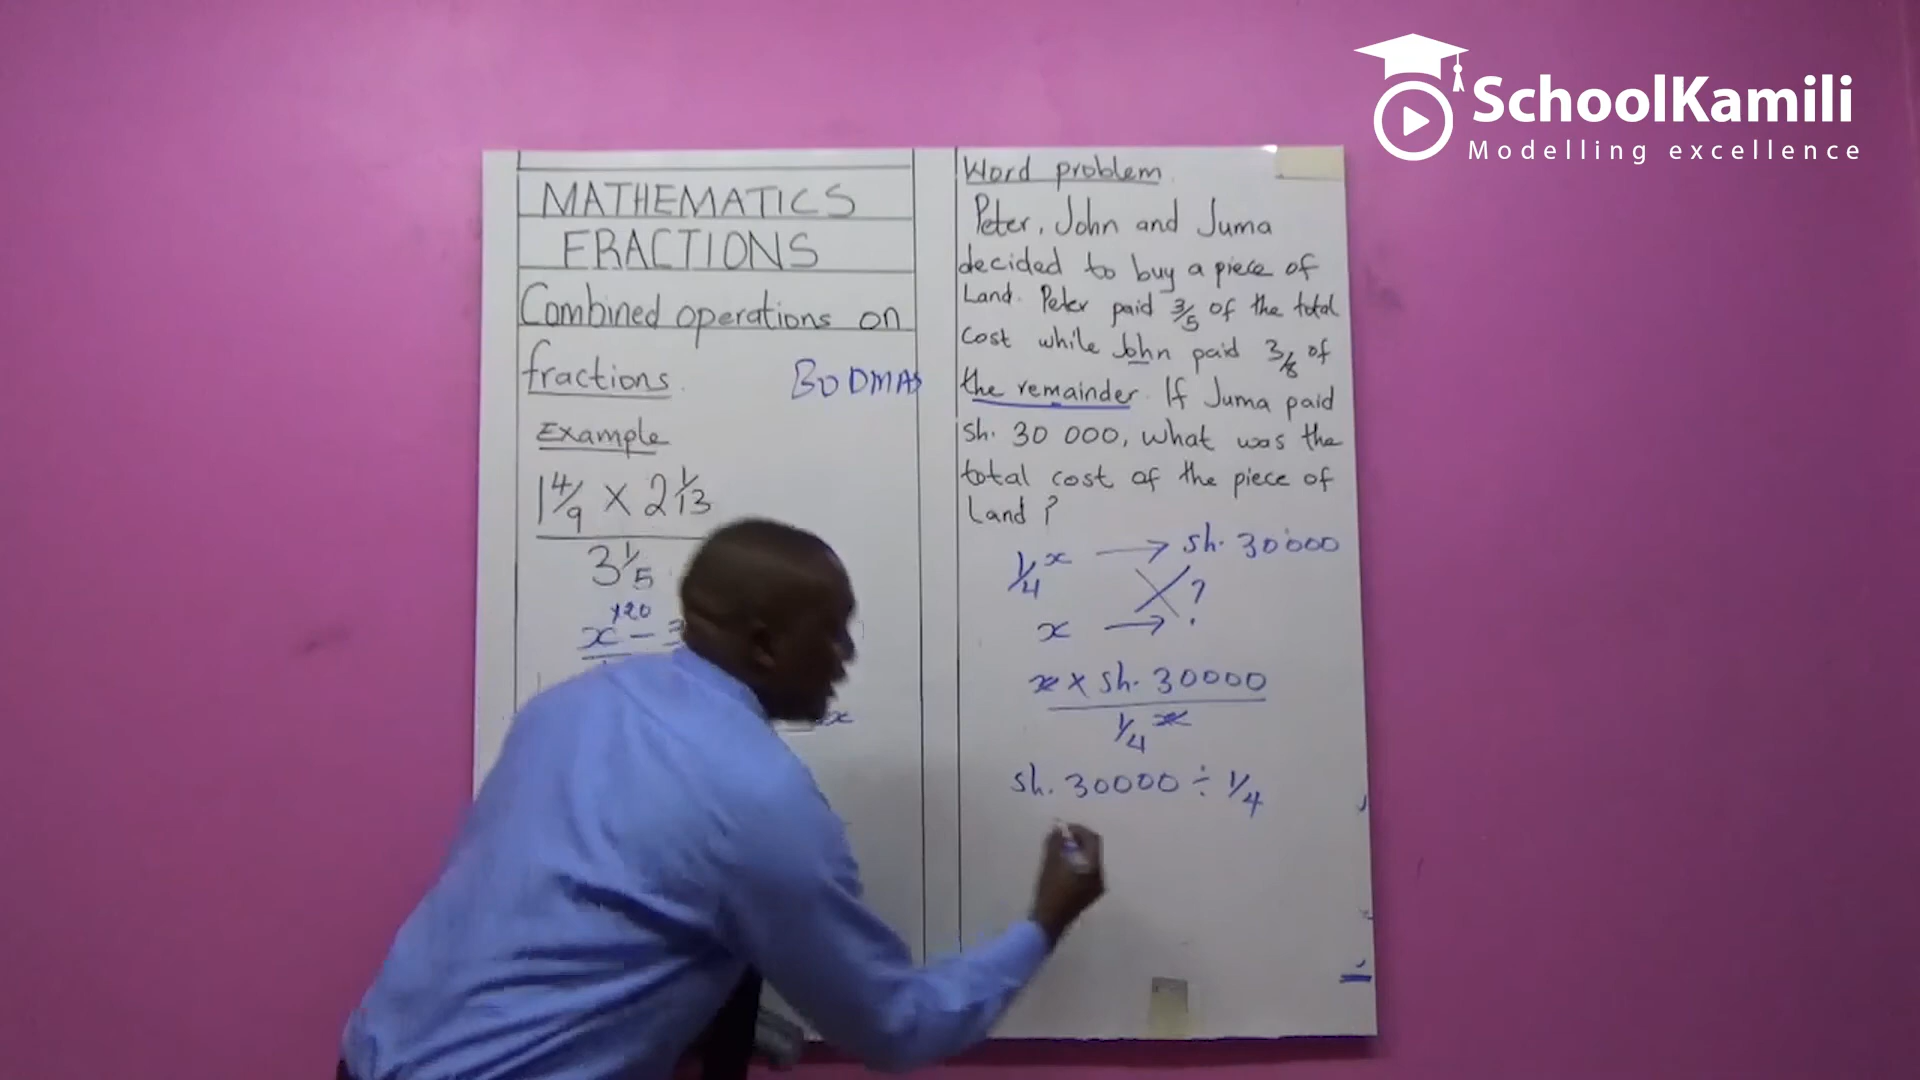 SchoolKamili
Modelling excellence
MATHEMATICS
FRACTIONS
Combined operations on
fractions.
BODMAS
Example
1 4/9 × 2 1/13
3 1/5
×20
x – 3
x
Word problem.
Peter, John and Juma
decided to buy a piece of
Land. Peter paid 3/5 of the total
cost while John paid 3/8 of
the remainder. If Juma paid
sh. 30 000, what was the
total cost of the piece of
Land?
1/4 x → sh. 30000
x → ?
?
x × sh. 30000
1/4 x
sh. 30000 ÷ 1/4